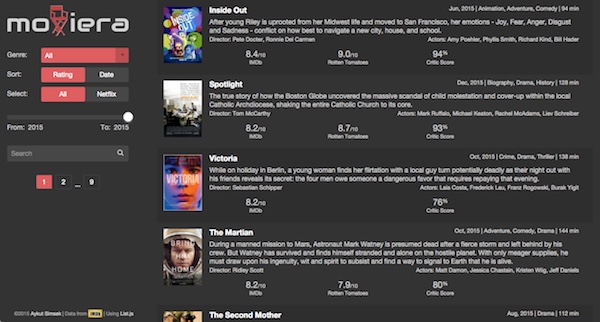 moviera
Genre: All
Sort: Rating Date
Select: All Netflix
From: 2015 To: 2015
Search
1 2 ... 9
©2015 Aykut Simsek | Data from IMDb | Using List.js
Inside Out
Jun, 2015 | Animation, Adventure, Comedy | 94 min
After young Riley is uprooted from her Midwest life and moved to San Francisco, her emotions - Joy, Fear, Anger, Disgust
and Sadness - conflict on how best to navigate a new city, house, and school.
Director: Pete Docter, Ronnie Del Carmen Actors: Amy Poehler, Phyllis Smith, Richard Kind, Bill Hader
8.4/10 9.0/10 94%
IMDb Rotten Tomatoes Critic Score
Spotlight
Dec, 2015 | Biography, Drama, History | 128 min
The true story of how the Boston Globe uncovered the massive scandal of child molestation and cover-up within the local
Catholic Archdiocese, shaking the entire Catholic Church to its core.
Director: Tom McCarthy Actors: Mark Ruffalo, Michael Keaton, Rachel McAdams, Liev Schreiber
8.2/10 8.7/10 93%
IMDb Rotten Tomatoes Critic Score
VICTORIA
Victoria
Oct, 2015 | Crime, Drama, Thriller | 138 min
While on holiday in Berlin, a young woman finds her flirtation with a local guy turn potentially deadly as their night out with
his friends reveals its secret: the four men owe someone a dangerous favor that requires repaying that evening.
Director: Sebastian Schipper Actors: Laia Costa, Frederick Lau, Franz Rogowski, Burak Yigit
8.2/10 76%
IMDb Critic Score
BRING
HOME
The Martian
Oct, 2015 | Adventure, Comedy, Drama | 144 min
During a manned mission to Mars, Astronaut Mark Watney is presumed dead after a fierce storm and left behind by his
crew. But Watney has survived and finds himself stranded and alone on the hostile planet. With only meager supplies, he
must draw upon his ingenuity, wit and spirit to subsist and find a way to signal to Earth that he is alive.
Director: Ridley Scott Actors: Matt Damon, Jessica Chastain, Kristen Wiig, Jeff Daniels
8.2/10 7.9/10 80%
IMDb Rotten Tomatoes Critic Score
The Second Mother
Aug, 2015 | Drama | 112 min